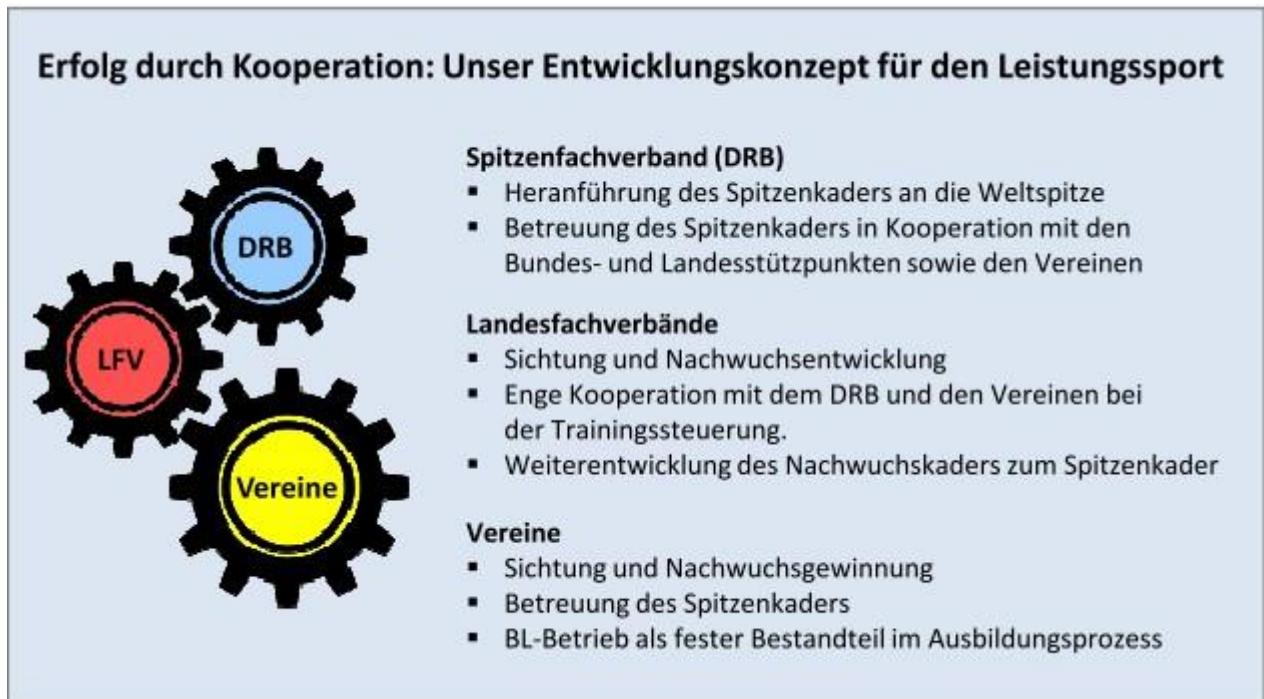 Erfolg durch Kooperation: Unser Entwicklungskonzept für den Leistungssport
DRB
LFV
Vereine
Spitzenfachverband (DRB)
▪ Heranführung des Spitzenkaders an die Weltspitze
▪ Betreuung des Spitzenkaders in Kooperation mit den
Bundes- und Landesstützpunkten sowie den Vereinen
Landesfachverbände
▪ Sichtung und Nachwuchsentwicklung
▪ Enge Kooperation mit dem DRB und den Vereinen bei
der Trainingssteuerung.
▪ Weiterentwicklung des Nachwuchskaders zum Spitzenkader
Vereine
▪ Sichtung und Nachwuchsgewinnung
▪ Betreuung des Spitzenkaders
▪ BL-Betrieb als fester Bestandteil im Ausbildungsprozess